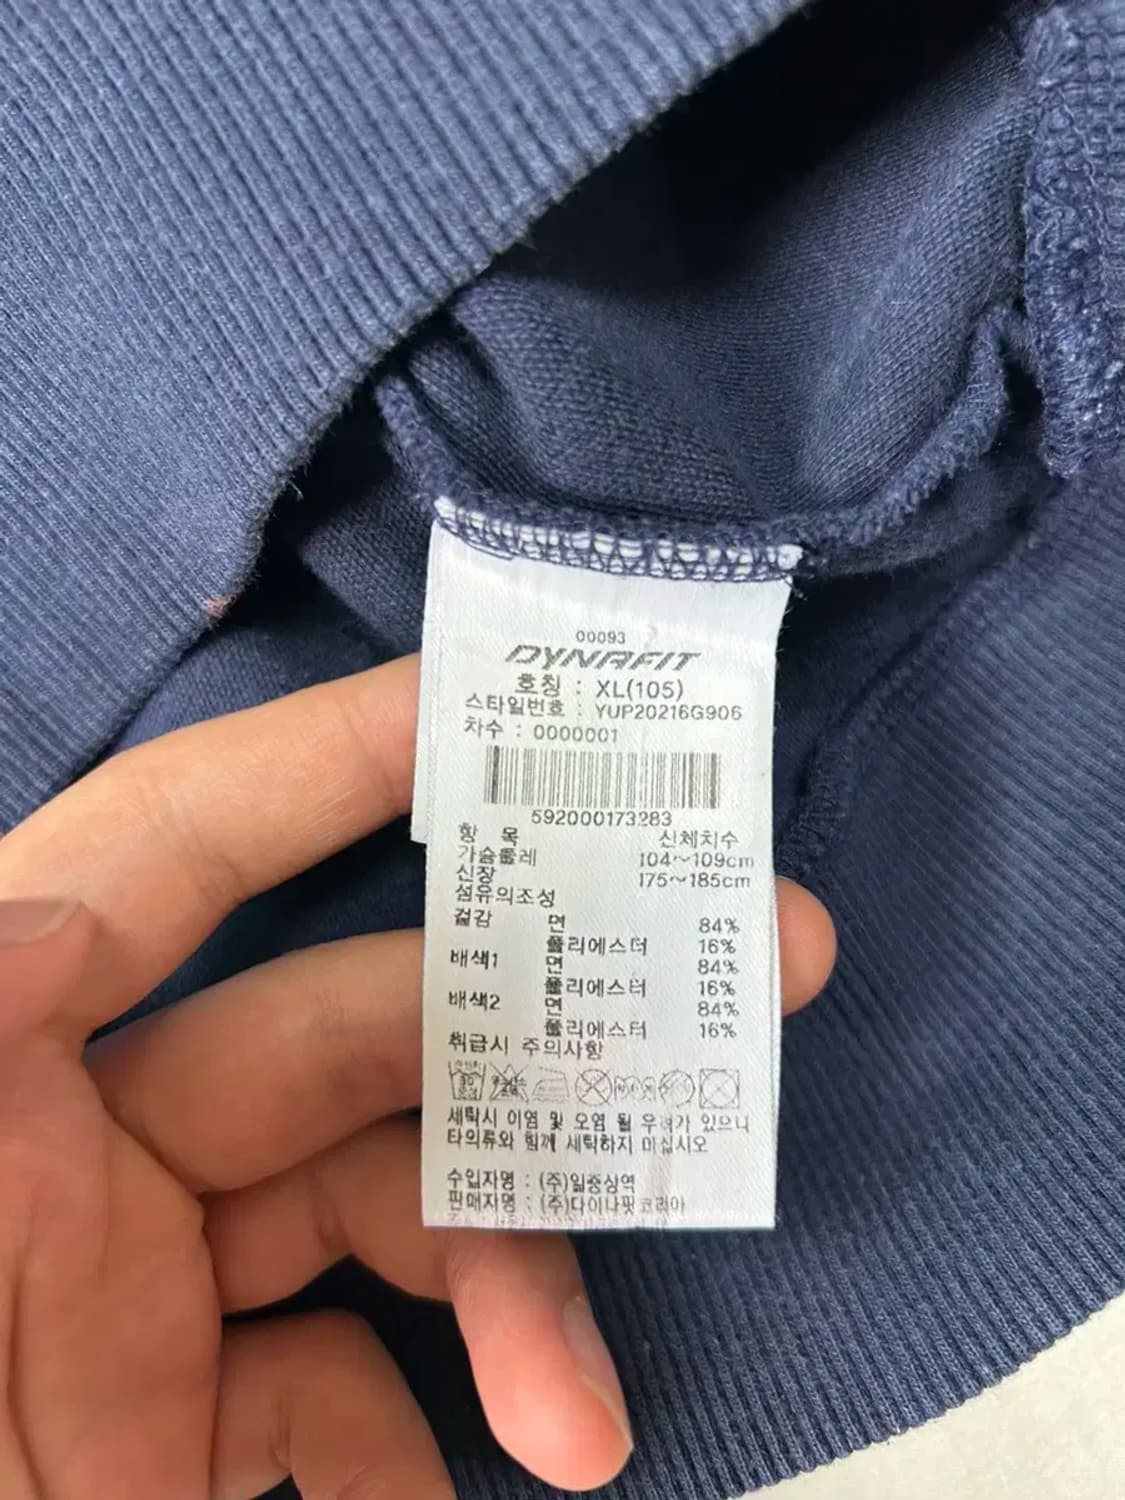 00093
DYNAFIT
호칭 : XL(105)
스타일번호 : YUP20216G906
차수 : 0000001
592000173283
항 목 신체치수
가슴둘레 104~109cm
신장 175~185cm
섬유의조성
겉감 면 84%
폴리에스터 16%
배색1 면 84%
폴리에스터 16%
배색2 면 84%
폴리에스터 16%
취급시 주의사항
30
세탁시 이염 및 오염 될 우려가 있으니
타의류와 함께 세탁하지 마십시오
수입자명 : (주)일중상역
판매자명 : (주)다이나핏코리아